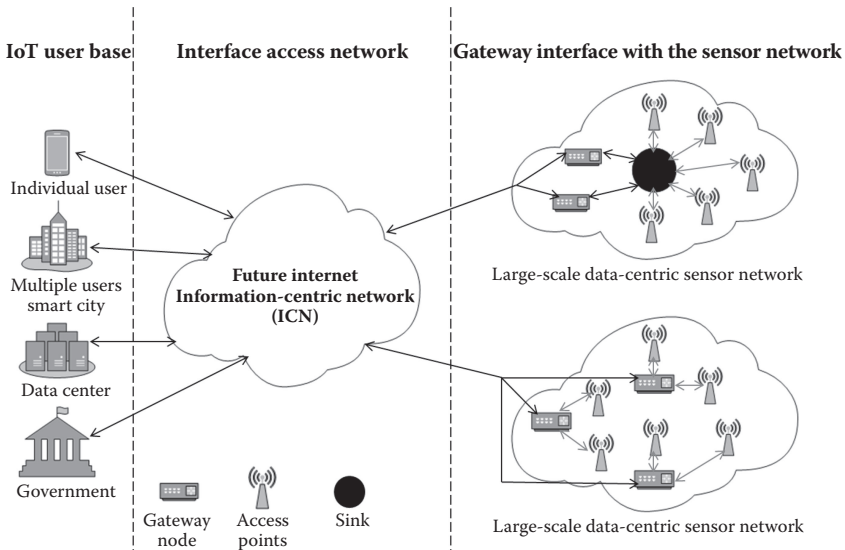 IoT user base
Interface access network
Gateway interface with the sensor network
Individual user
Multiple users
smart city
Data center
Government
Future internet
Information-centric network
(ICN)
Gateway
node
Access
points
Sink
Large-scale data-centric sensor network
Large-scale data-centric sensor network